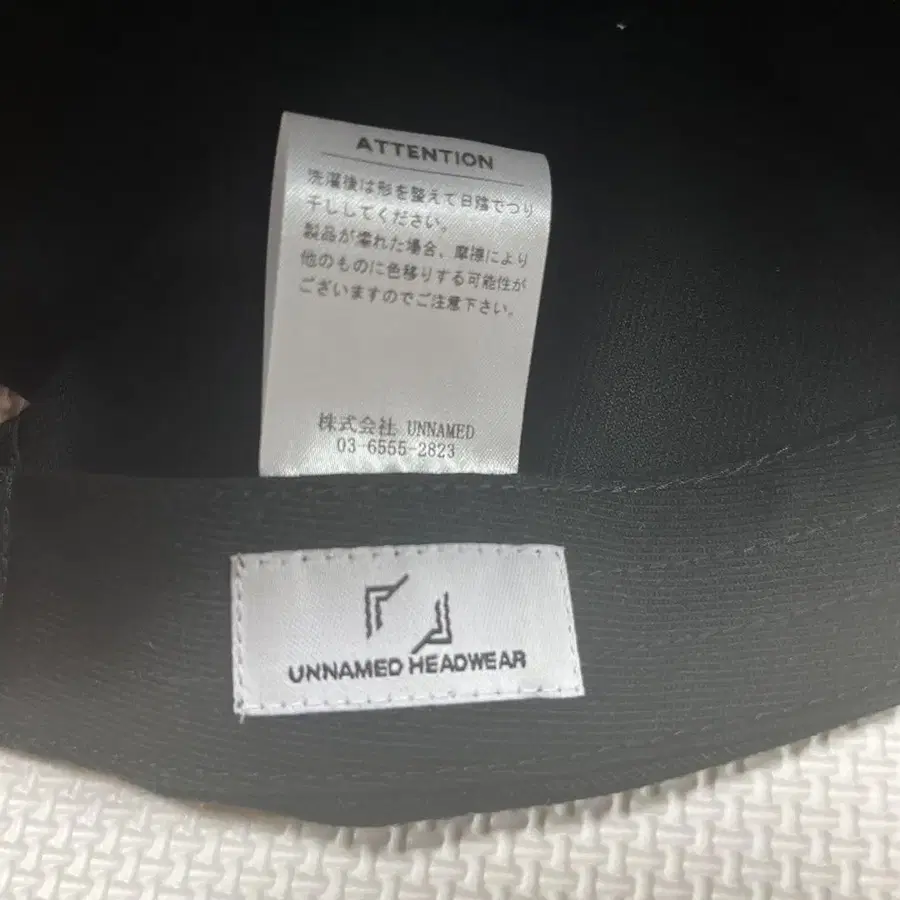 ATTENTION
洗濯後は形を整えて日陰でつり
干ししてください。
製品が濡れた場合、摩擦により
他のものに色移りする可能性が
ございますのでご注意下さい。
株式会社 UNNAMED
03-6555-2823
UNNAMED HEADWEAR